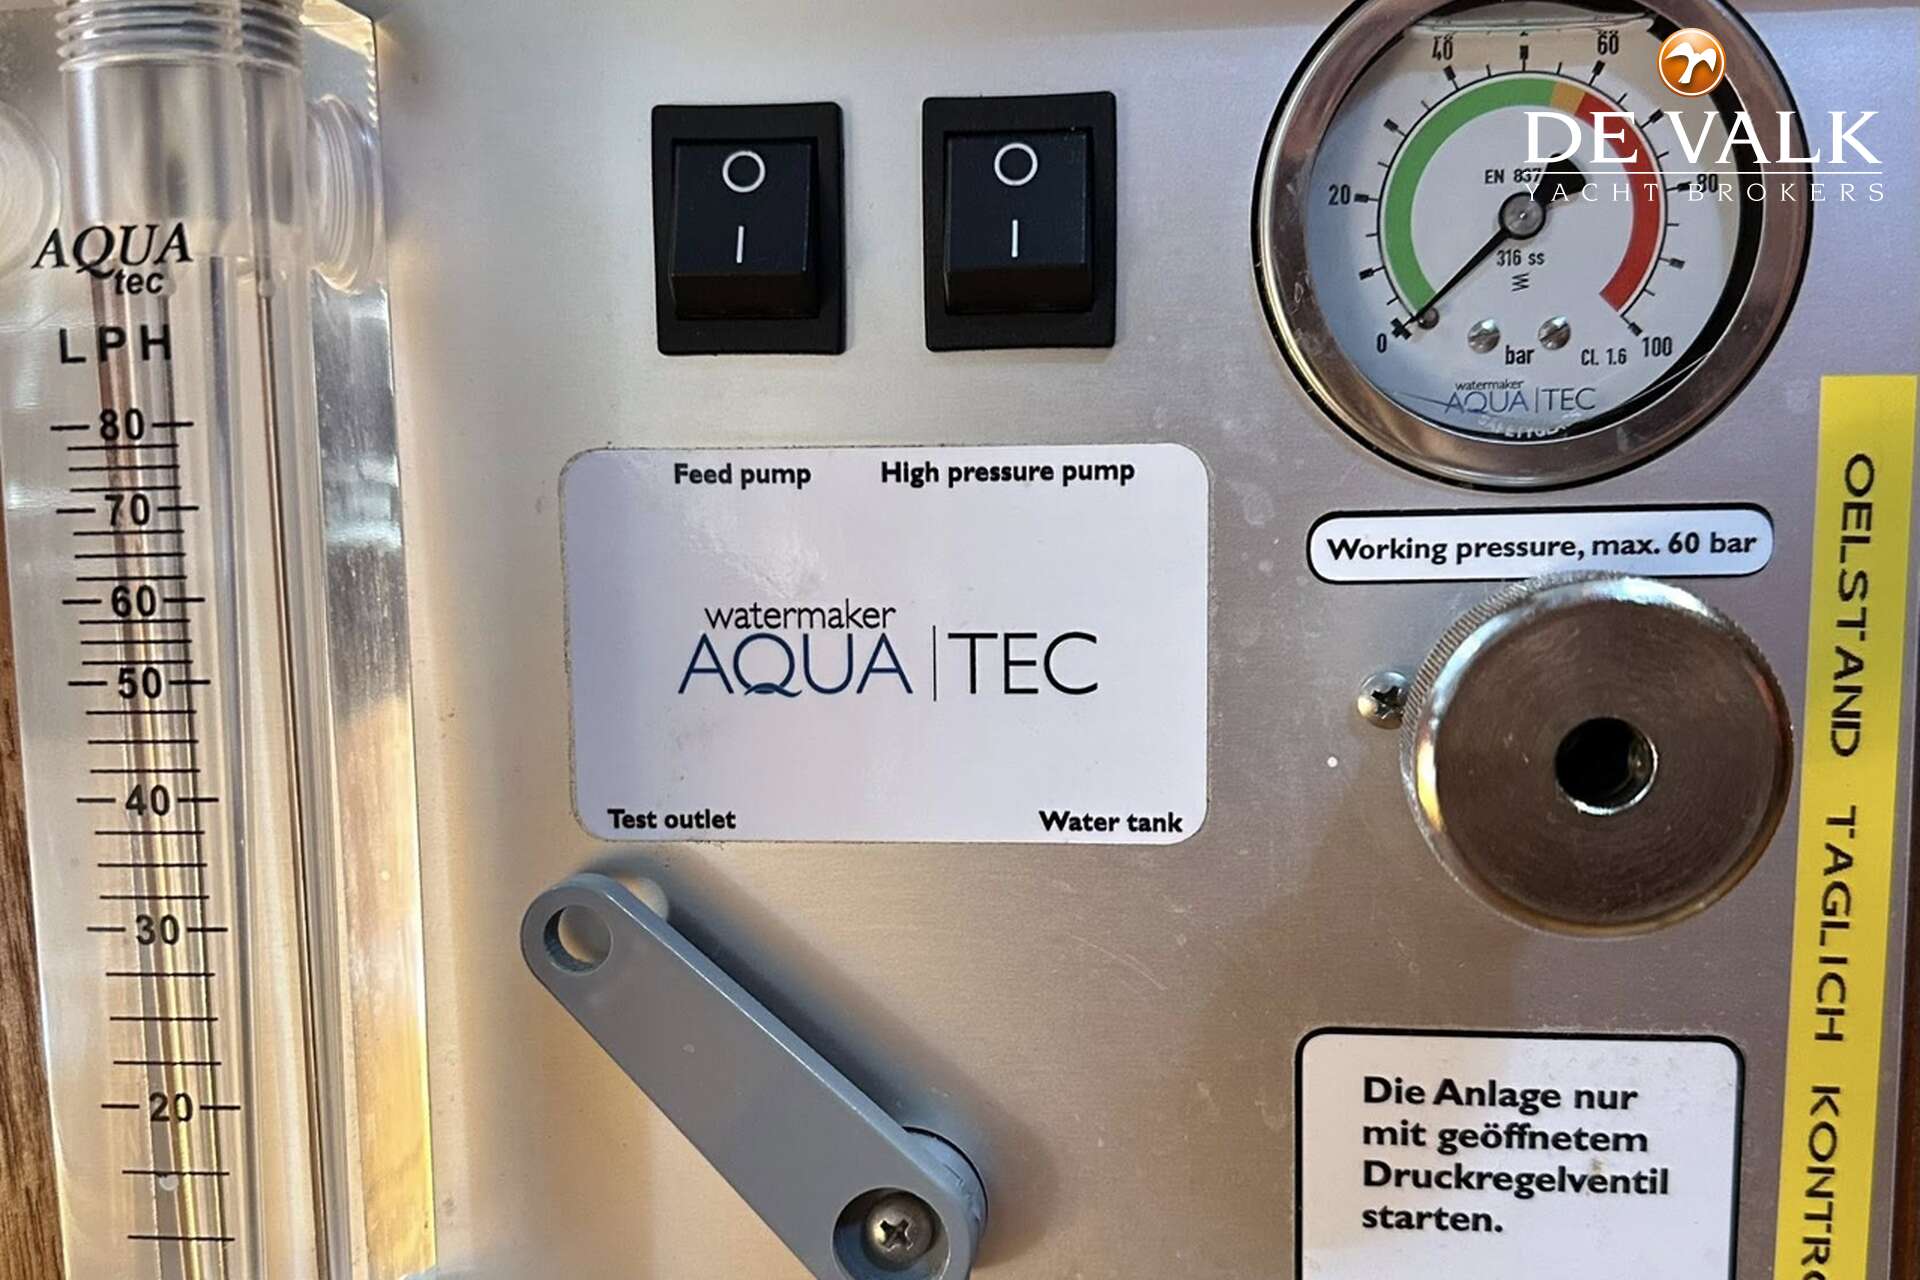 AQUA
tec
LPH
80
70
60
50
40
30
20
40
60
20
80
EN 837
316 ss
0
bar
Cl. 1.6
100
watermaker
AQUA|TEC
DE VALK
YACHT BROKERS
Feed pump
High pressure pump
watermaker
AQUA|TEC
Test outlet
Water tank
Working pressure, max. 60 bar
Die Anlage nur
mit geöffnetem
Druckregelventil
starten.
OELSTAND TAGLICH